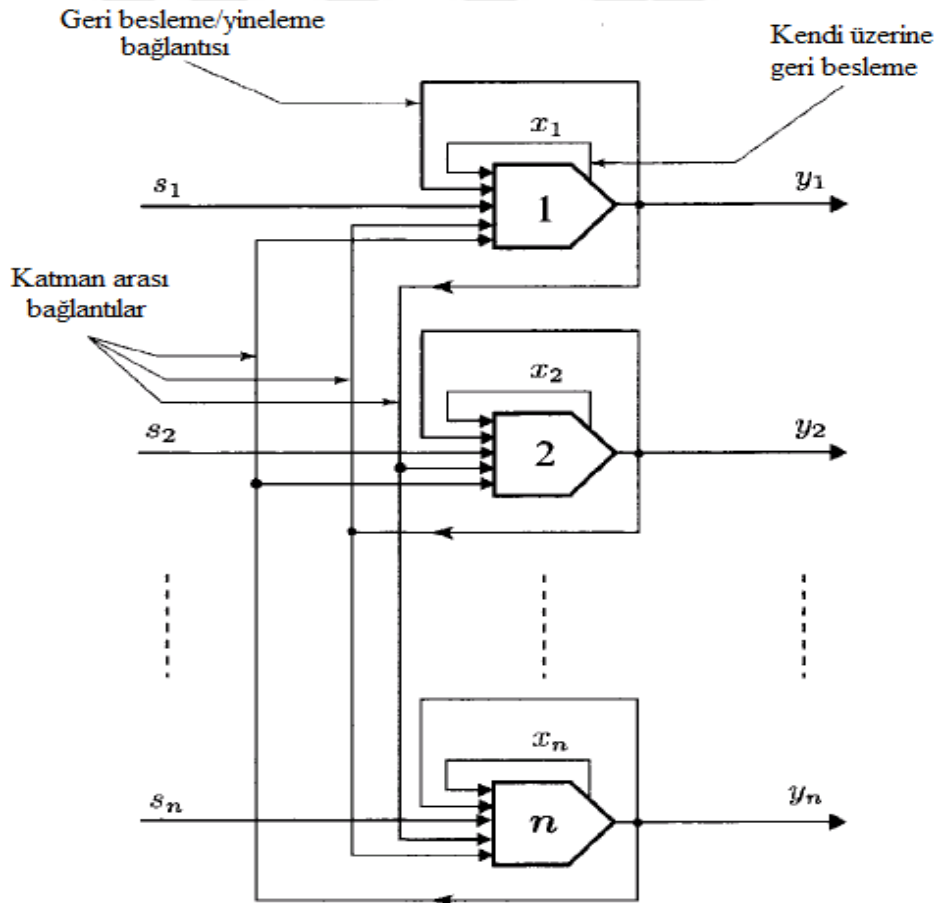 Geri besleme/yineleme
bağlantısı
Kendi üzerine
geri besleme
x₁
s₁
1
y₁
Katman arası
bağlantılar
x₂
s₂
2
y₂
xₙ
sₙ
n
yₙ